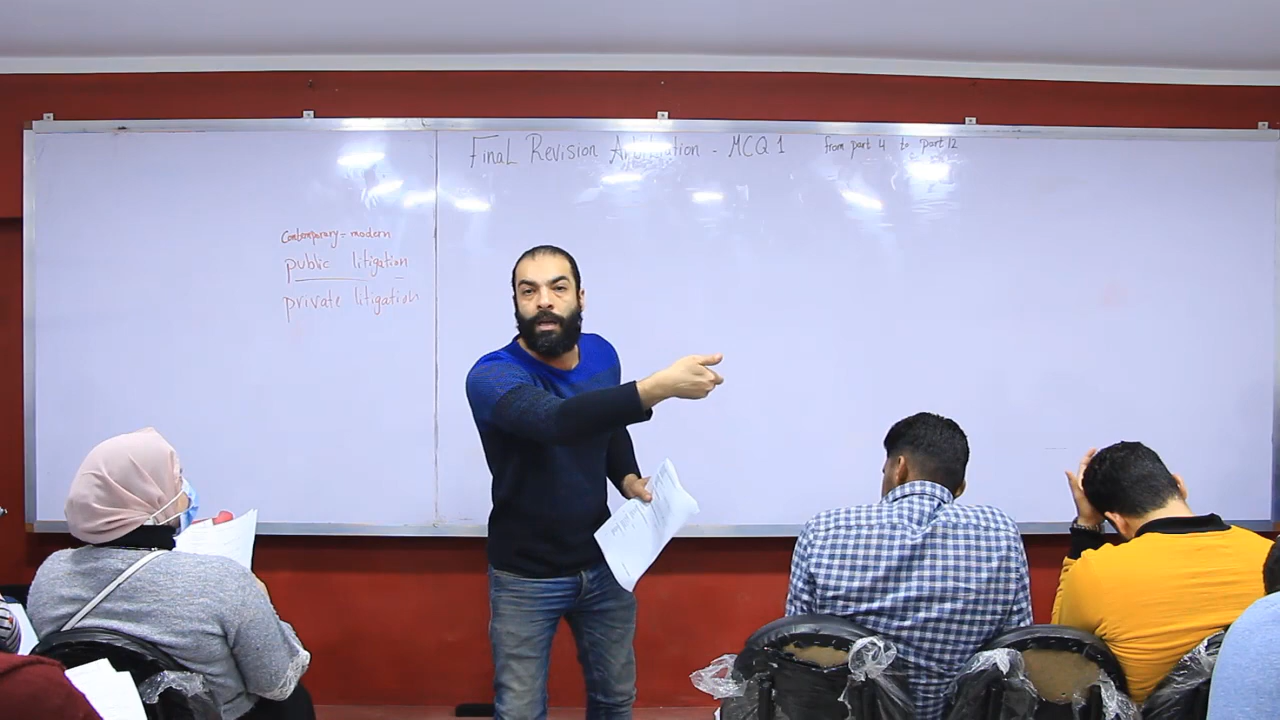 Final Revision Arbitration - MCQ 1 from part 4 to part 12
Contemporary = modern
public litigation
private litigation